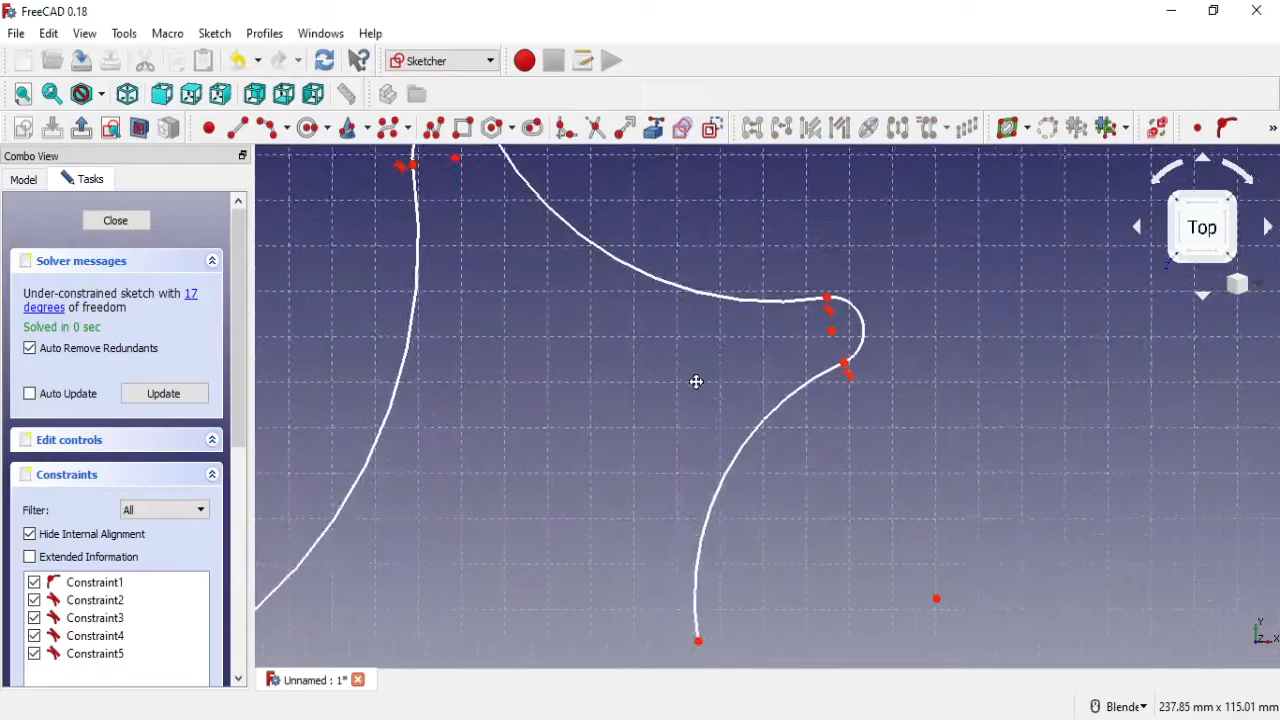 FreeCAD 0.18
File Edit View Tools Macro Sketch Profiles Windows Help
Sketcher
»
Combo View
Model Tasks
Close
Solver messages
Under-constrained sketch with 17
degrees of freedom
Solved in 0 sec
Auto Remove Redundants
Auto Update Update
Edit controls
Constraints
Filter: All
Hide Internal Alignment
Extended Information
Constraint1
Constraint2
Constraint3
Constraint4
Constraint5
Top
Y
Z X
Unnamed : 1*
Blende 237.85 mm x 115.01 mm